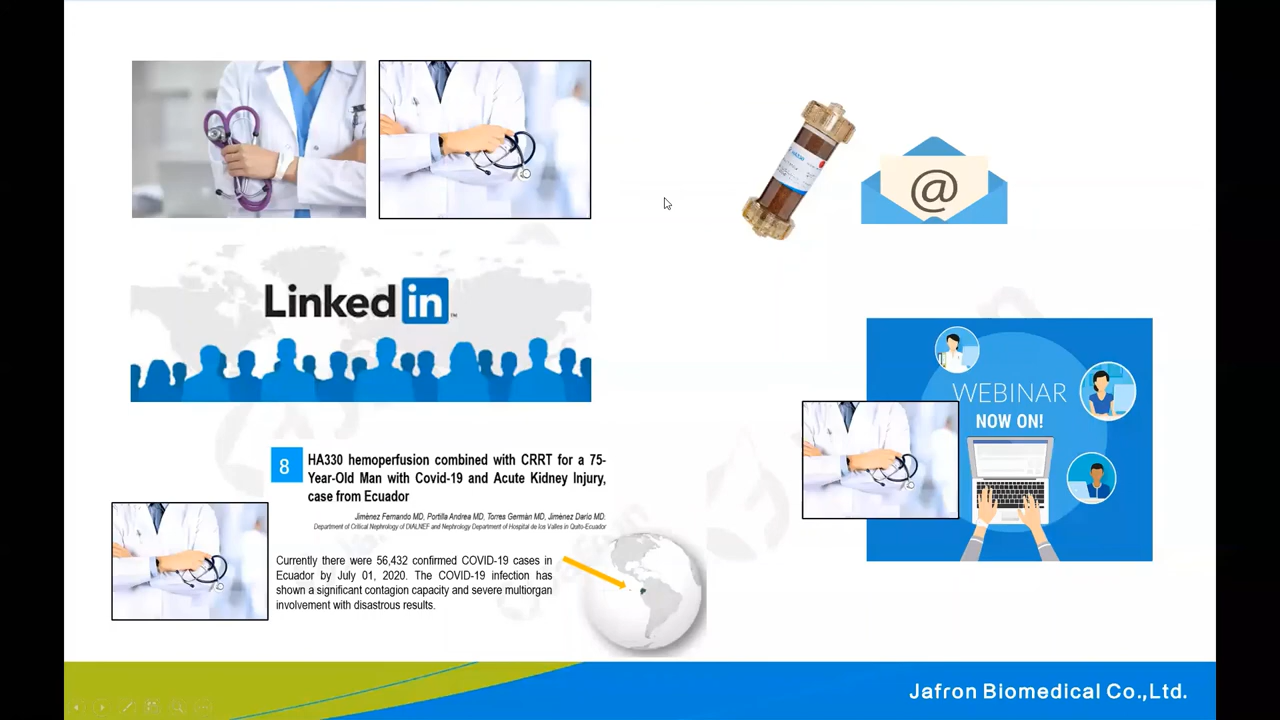 HA330
@
Linked in
TM
WEBINAR
NOW ON!
8
HA330 hemoperfusion combined with CRRT for a 75-
Year-Old Man with Covid-19 and Acute Kidney Injury,
case from Ecuador
Jiménez Fernando MD, Portilla Andrea MD, Torres Germán MD, Jiménez Darío MD.
Department of Critical Nephrology of DIALNEF and Nephrology Department of Hospital de los Valles in Quito-Ecuador
Currently there were 56,432 confirmed COVID-19 cases in
Ecuador by July 01, 2020. The COVID-19 infection has
shown a significant contagion capacity and severe multiorgan
involvement with disastrous results.
Jafron Biomedical Co.,Ltd.